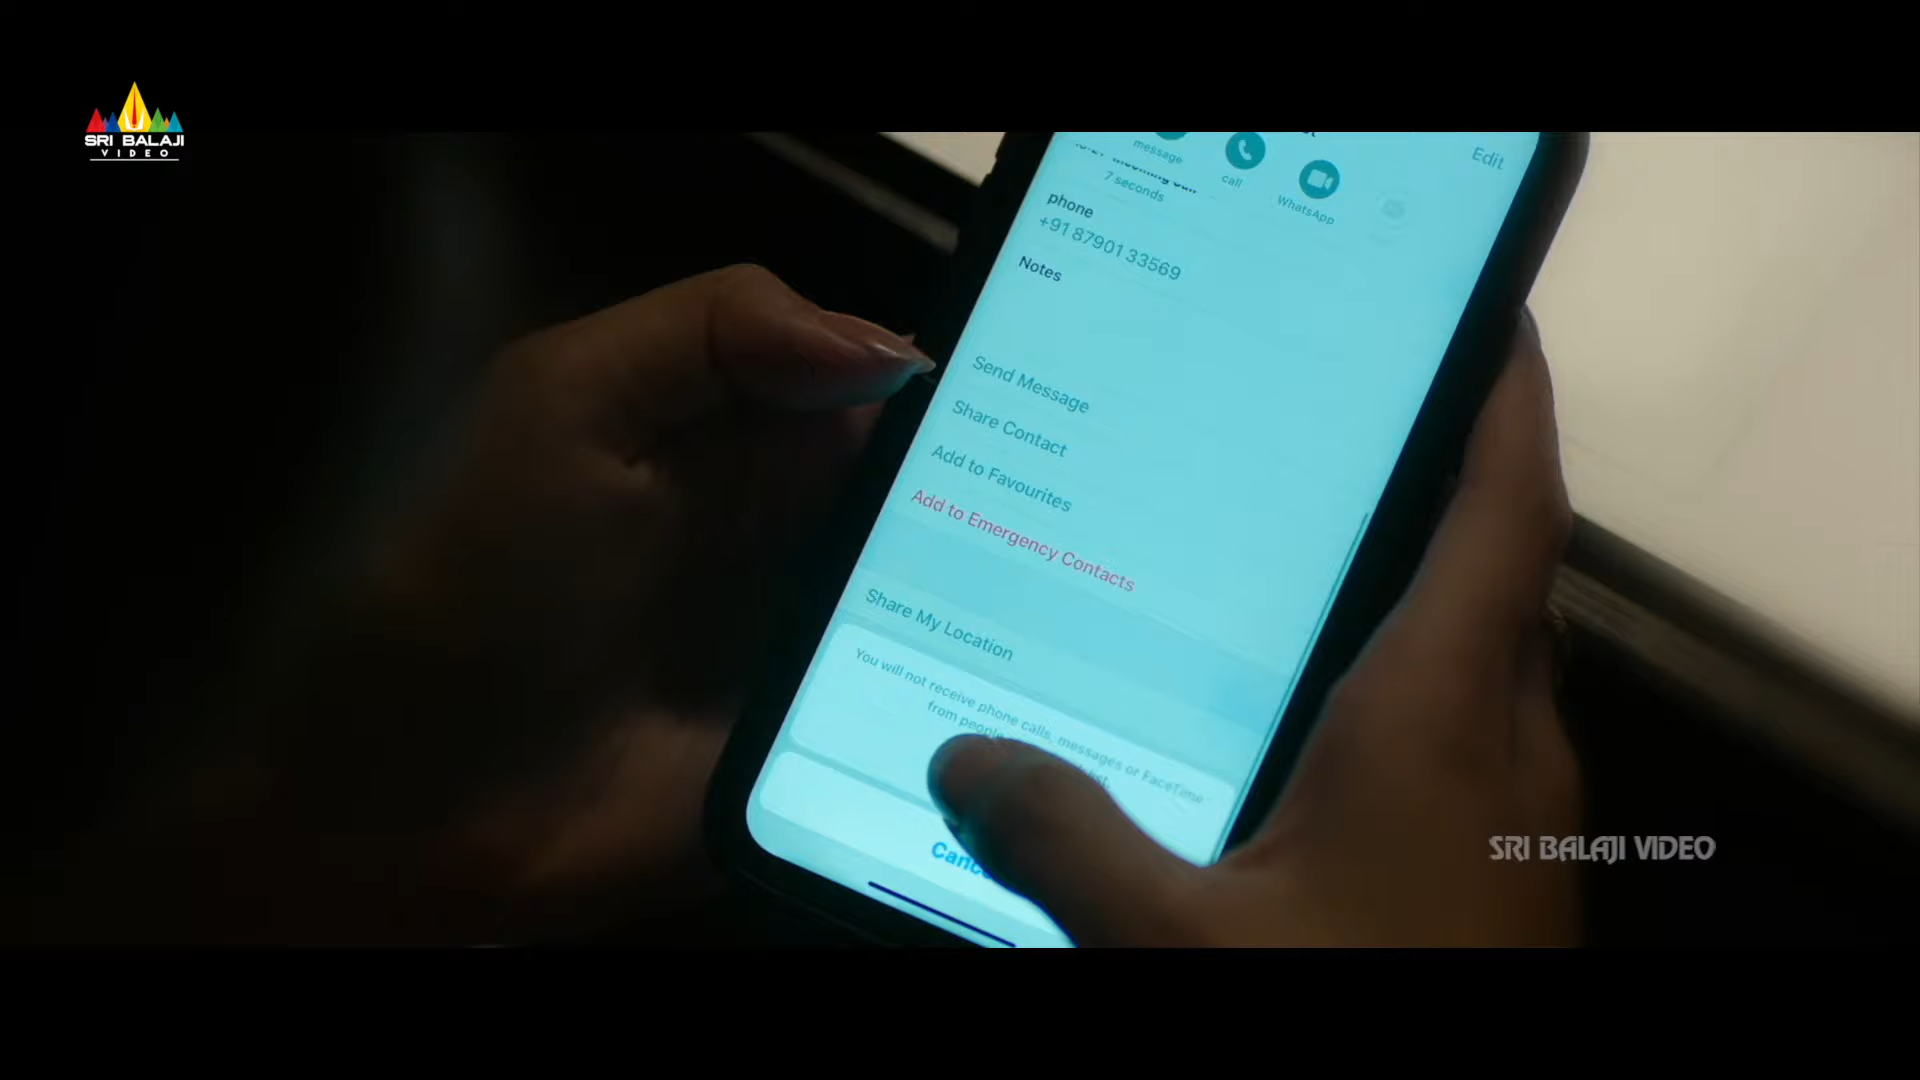 SRI BALAJI
VIDEO
Edit
message
call
WhatsApp
7 seconds
phone
+91 87901 33569
Notes
Send Message
Share Contact
Add to Favourites
Add to Emergency Contacts
Share My Location
You will not receive phone calls, messages or FaceTime
from people
list.
SRI BALAJI VIDEO